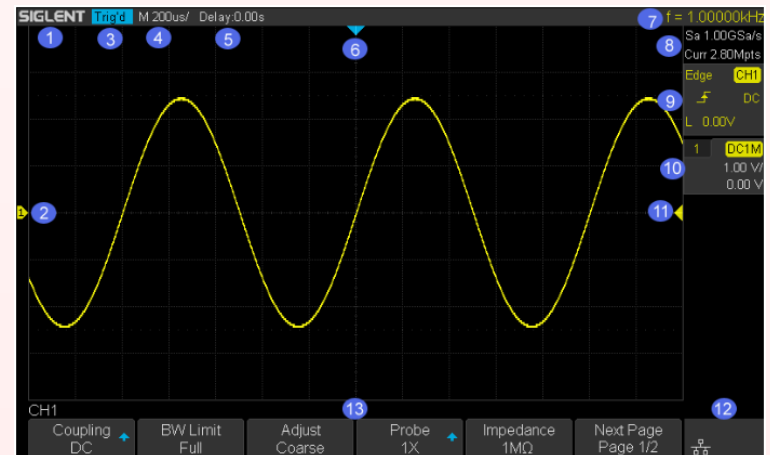 SIGLENT Trig'd M 200us/ Delay:0.00s 7 f = 1.00000kHz
1 3 4 5 6 8 Sa 1.00GSa/s
Curr 2.80Mpts
Edge CH1
9 DC
L 0.00V
1 DC1M
10 1.00 V/
0.00 V
1 2 11
CH1 13 12
Coupling BW Limit Adjust Probe Impedance Next Page
DC Full Coarse 1X 1MΩ Page 1/2